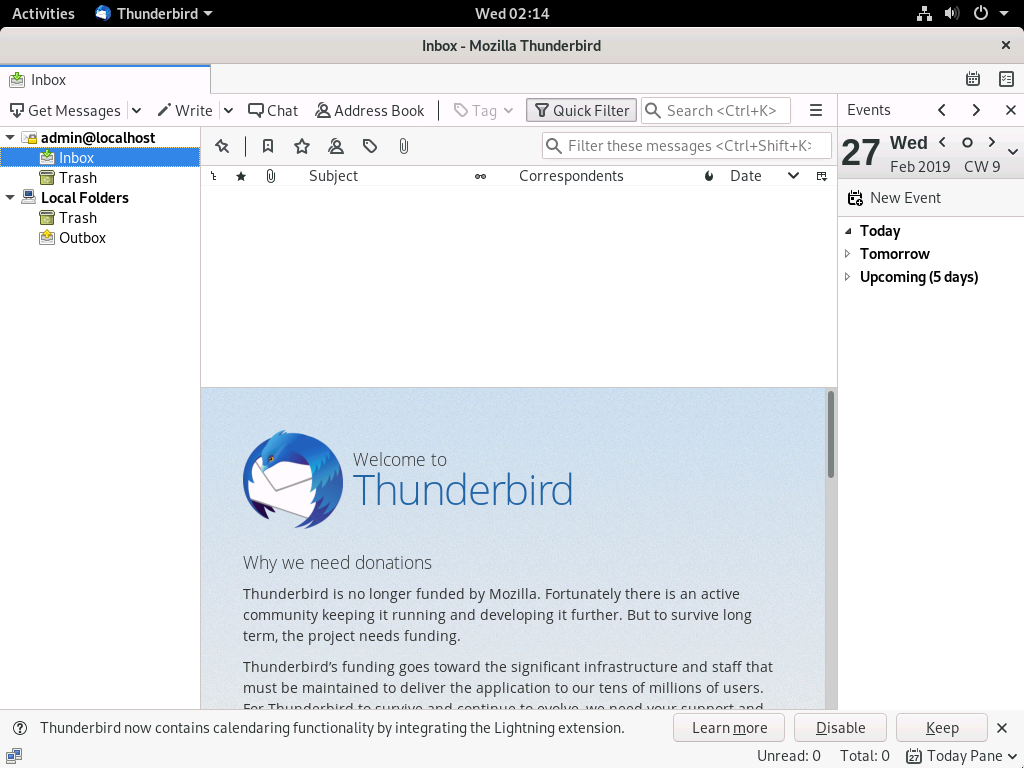 Activities Thunderbird Wed 02:14
Inbox - Mozilla Thunderbird
Inbox
Get Messages Write Chat Address Book Tag Quick Filter Search <Ctrl+K> Events
admin@localhost
Inbox
Trash
Local Folders
Trash
Outbox
Filter these messages <Ctrl+Shift+K>
Subject Correspondents Date
27 Wed
Feb 2019 CW 9
New Event
Today
Tomorrow
Upcoming (5 days)
Welcome to
Thunderbird
Why we need donations
Thunderbird is no longer funded by Mozilla. Fortunately there is an active
community keeping it running and developing it further. But to survive long
term, the project needs funding.
Thunderbird’s funding goes toward the significant infrastructure and staff that
must be maintained to deliver the application to our tens of millions of users.
For Thunderbird to survive and continue to evolve, we need your support and
Thunderbird now contains calendaring functionality by integrating the Lightning extension. Learn more Disable Keep
Unread: 0 Total: 0 27 Today Pane